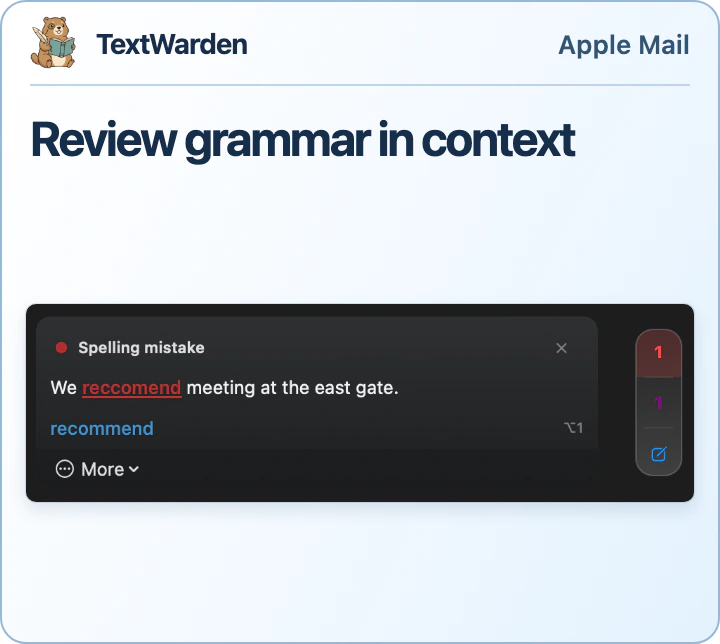 TextWarden
Apple Mail
Review grammar in context
Spelling mistake
We reccomend meeting at the east gate.
recommend
⌥1
More
1
1